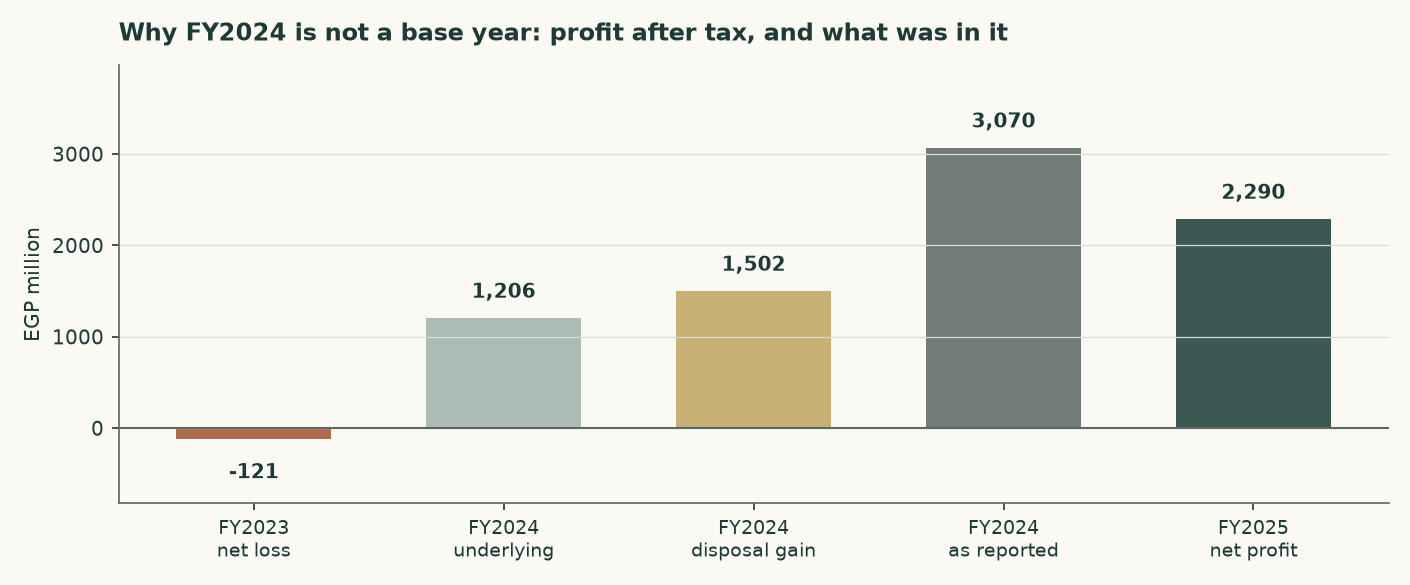 Why FY2024 is not a base year: profit after tax, and what was in it
EGP million
3000
2000
1000
0
-121
1,206
1,502
3,070
2,290
FY2023
net loss
FY2024
underlying
FY2024
disposal gain
FY2024
as reported
FY2025
net profit